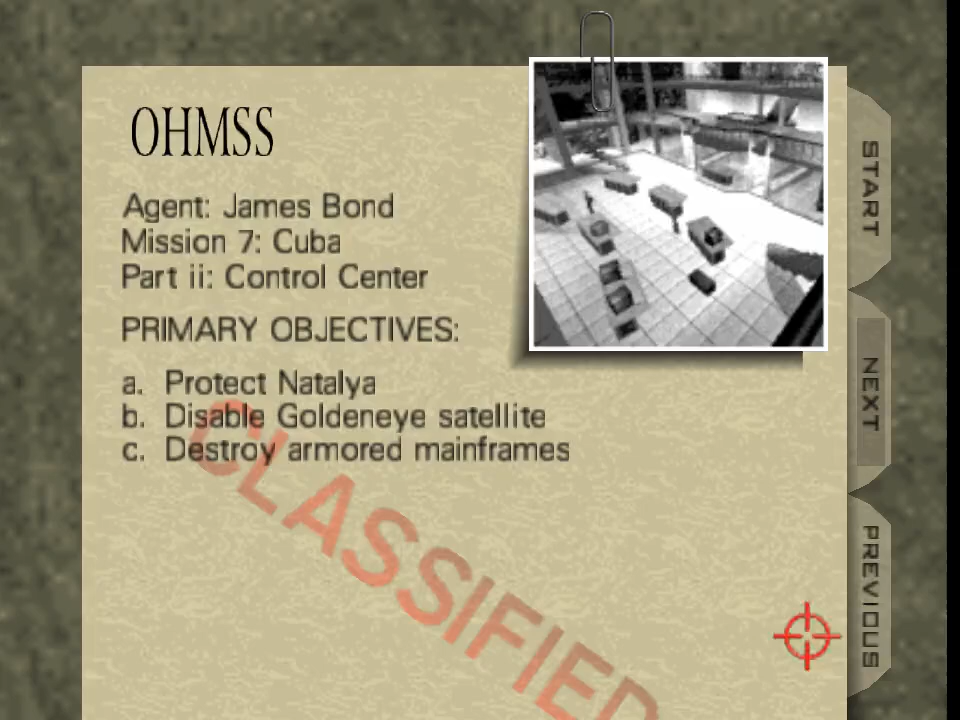 OHMSS
Agent: James Bond
Mission 7: Cuba
Part ii: Control Center
PRIMARY OBJECTIVES:
a. Protect Natalya
b. Disable Goldeneye satellite
c. Destroy armored mainframes
CLASSIFIED
START
NEXT
PREVIOUS